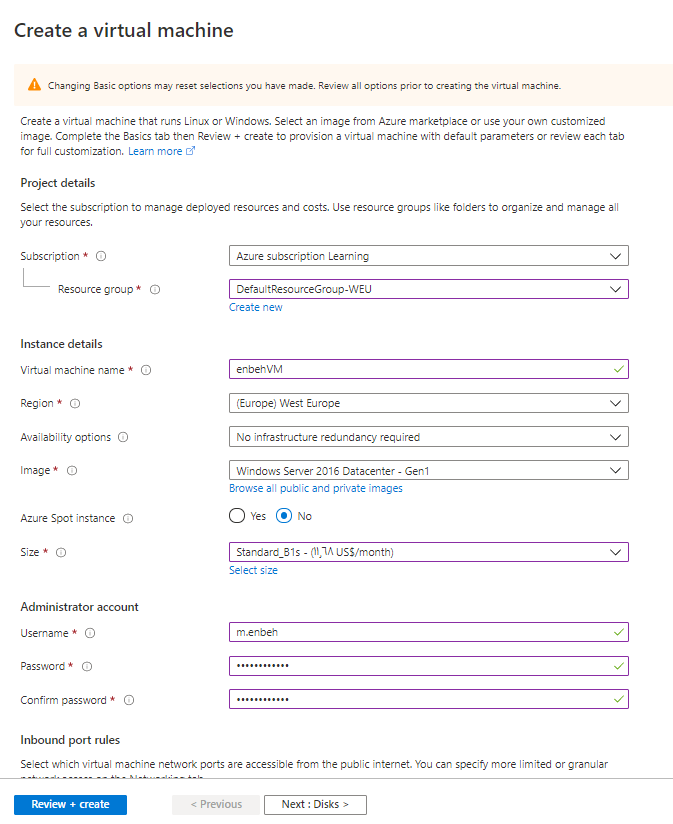 Create a virtual machine
Changing Basic options may reset selections you have made. Review all options prior to creating the virtual machine.
Create a virtual machine that runs Linux or Windows. Select an image from Azure marketplace or use your own customized
image. Complete the Basics tab then Review + create to provision a virtual machine with default parameters or review each tab
for full customization. Learn more
Project details
Select the subscription to manage deployed resources and costs. Use resource groups like folders to organize and manage all
your resources.
Subscription * Azure subscription Learning
Resource group * DefaultResourceGroup-WEU
Create new
Instance details
Virtual machine name * enbehVM
Region * (Europe) West Europe
Availability options No infrastructure redundancy required
Image * Windows Server 2016 Datacenter - Gen1
Browse all public and private images
Azure Spot instance Yes No
Size * Standard_B1s - (١١٫٦٨ US$/month)
Select size
Administrator account
Username * m.enbeh
Password * ••••••••••••
Confirm password * ••••••••••••
Inbound port rules
Select which virtual machine network ports are accessible from the public internet. You can specify more limited or granular
network access on the Networking tab.
Review + create < Previous Next : Disks >